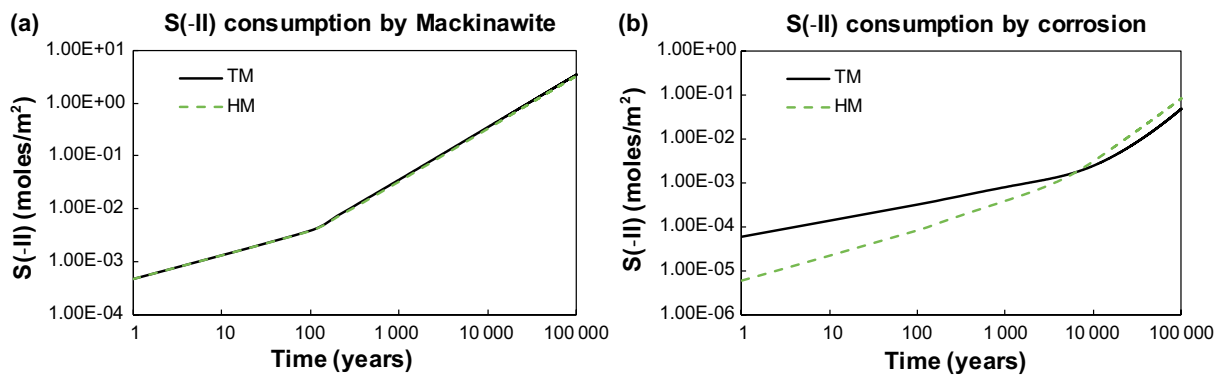 (a) S(-II) consumption by Mackinawite
1.00E+01
1.00E+00
1.00E-01
1.00E-02
1.00E-03
1.00E-04
S(-II) (moles/m²)
TM
HM
1 10 100 1 000 10 000 100 000
Time (years)
(b) S(-II) consumption by corrosion
1.00E+00
1.00E-01
1.00E-02
1.00E-03
1.00E-04
1.00E-05
1.00E-06
S(-II) (moles/m²)
TM
HM
1 10 100 1 000 10 000 100 000
Time (years)